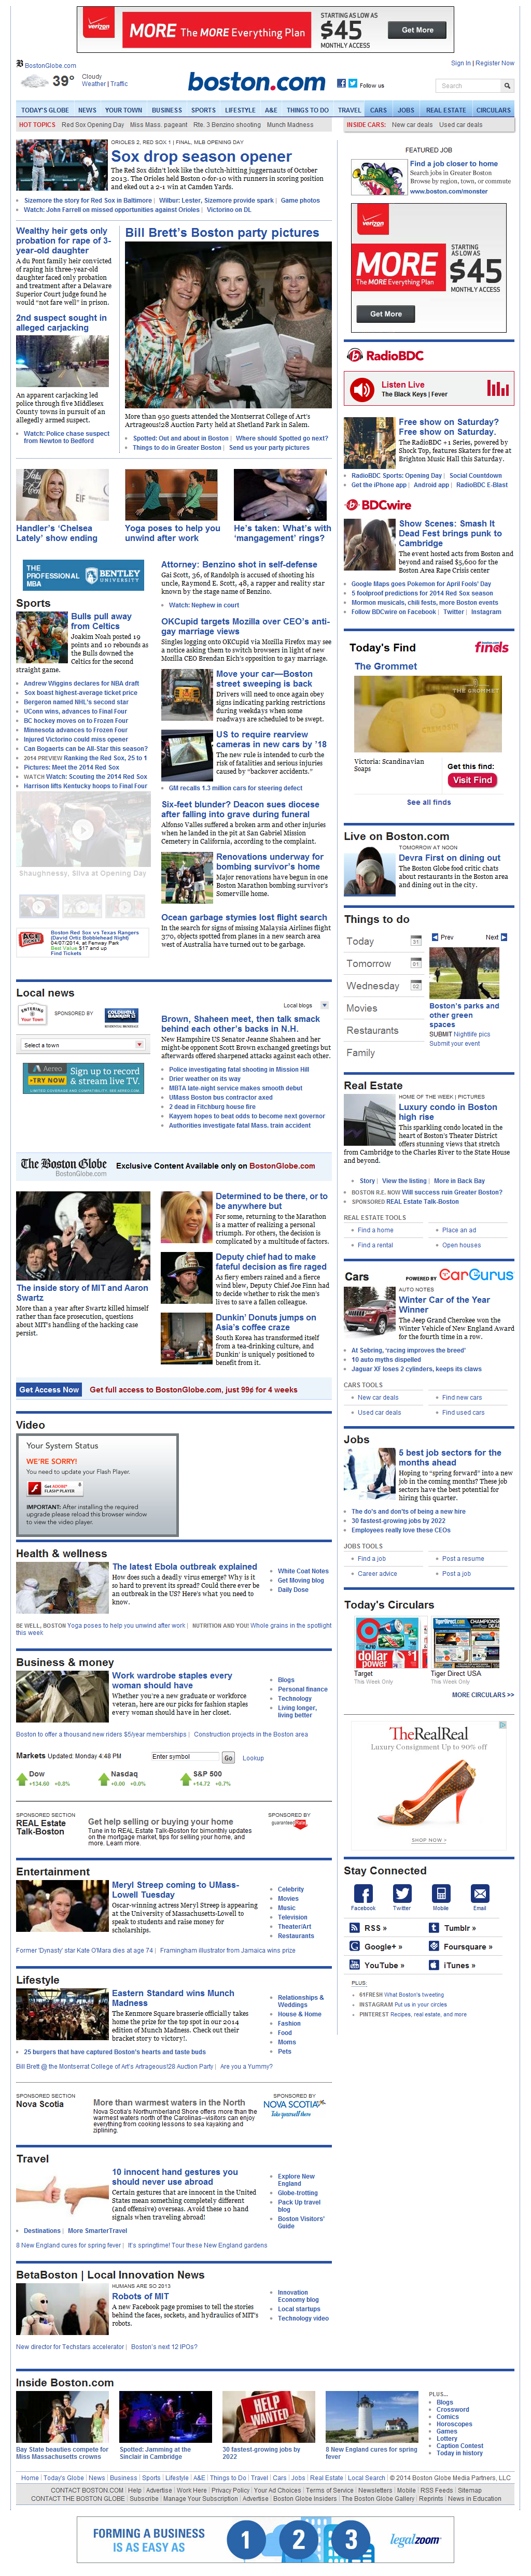 verizon
MORE THE MORE Everything Plan
STARTING AS LOW AS
$45
MONTHLY ACCESS
Get More
BostonGlobe.com
Sign In | Register Now
39°
Cloudy
Weather | Traffic
boston.com
Follow us
Search
TODAY'S GLOBE NEWS YOUR TOWN BUSINESS SPORTS LIFESTYLE A&E THINGS TO DO TRAVEL CARS JOBS REAL ESTATE CIRCULARS
HOT TOPICS Red Sox Opening Day Miss Mass. pageant Rte. 3 Benzino shooting Munch Madness
INSIDE CARS: New car deals Used car deals
ORIOLES 2, RED SOX 1 | FINAL, MLB OPENING DAY
Sox drop season opener
The Red Sox didn't look like the clutch-hitting juggernauts of October
2013. The Orioles held Boston 0-for-10 with runners in scoring position
and eked out a 2-1 win at Camden Yards.
Sizemore the story for Red Sox in Baltimore | Wilbur: Lester, Sizemore provide spark | Game photos
Watch: John Farrell on missed opportunities against Orioles | Victorino on DL
Wealthy heir gets only
probation for rape of 3-
year-old daughter
A du Pont family heir convicted
of raping his three-year-old
daughter faced only probation
and treatment after a Delaware
Superior Court judge found he
would "not fare well" in prison.
2nd suspect sought in
alleged carjacking
An apparent carjacking led
police through five Middlesex
County towns in pursuit of an
allegedly armed suspect.
Watch: Police chase suspect
from Newton to Bedford
Bill Brett's Boston party pictures
More than 950 guests attended the Montserrat College of Art's
Artrageous!28 Auction Party held at Shetland Park in Salem.
Spotted: Out and about in Boston | Where should Spotted go next?
Things to do in Greater Boston | Send us your party pictures
Handler's 'Chelsea
Lately' show ending
Yoga poses to help you
unwind after work
He's taken: What's with
'mangagement' rings?
THE
PROFESSIONAL
MBA
BENTLEY
UNIVERSITY
Sports
Bulls pull away
from Celtics
Joakim Noah posted 19
points and 10 rebounds as
the Bulls downed the
Celtics for the second
straight game.
Andrew Wiggins declares for NBA draft
Sox boast highest-average ticket price
Bergeron named NHL's second star
UConn wins, advances to Final Four
BC hockey moves on to Frozen Four
Minnesota advances to Frozen Four
Injured Victorino could miss opener
Can Bogaerts can be All-Star this season?
2014 PREVIEW Ranking the Red Sox, 25 to 1
Pictures: Meet the 2014 Red Sox
WATCH Watch: Scouting the 2014 Red Sox
Harrison lifts Kentucky hoops to Final Four
Shaughnessy, Silva at Opening Day
ACE TICKET
Boston Red Sox vs Texas Rangers
(David Ortiz Bobblehead Night)
04/07/2014, at Fenway Park
Best Value $17 and up
Find Tickets
Attorney: Benzino shot in self-defense
Gai Scott, 36, of Randolph is accused of shooting his
uncle, Raymond E. Scott, 48, a rapper and reality star
known by the stage name of Benzino.
Watch: Nephew in court
OKCupid targets Mozilla over CEO's anti-
gay marriage views
Singles logging onto OKCupid via Mozilla Firefox may see
a notice asking them to switch browsers in light of new
Mozilla CEO Brendan Eich's opposition to gay marriage.
Move your car—Boston
street sweeping is back
Drivers will need to once again obey
signs indicating parking restrictions
during weekdays when some
roadways are scheduled to be swept.
US to require rearview
cameras in new cars by '18
The new rule is intended to curb the
risk of fatalities and serious injuries
caused by "backover accidents."
GM recalls 1.3 million cars for steering defect
Six-feet blunder? Deacon sues diocese
after falling into grave during funeral
Alfonso Valles suffered a broken arm and other injuries
when he landed in the pit at San Gabriel Mission
Cemetery in California, according to the complaint.
Renovations underway for
bombing survivor's home
Major renovations have begun in one
Boston Marathon bombing survivor's
Somerville home.
Ocean garbage stymies lost flight search
In the search for signs of missing Malaysia Airlines flight
370, objects spotted from planes in a new search area
west of Australia have turned out to be garbage.
Local news
Local blogs
ENTERING
Your Town
SPONSORED BY
COLDWELL
BANKER
RESIDENTIAL BROKERAGE
Select a town
Aereo
TRY NOW
Sign up to record
& stream live TV.
Brown, Shaheen meet, then talk smack
behind each other's backs in N.H.
New Hampshire US Senator Jeanne Shaheen and her
might-be opponent Scott Brown exchanged greetings but
afterwards offered sharpened attacks against each other.
Police investigating fatal shooting in Mission Hill
Drier weather on its way
MBTA late-night service makes smooth debut
UMass Boston bus contractor axed
2 dead in Fitchburg house fire
Kayyem hopes to beat odds to become next governor
Authorities investigate fatal Mass. train accident
The Boston Globe
BostonGlobe.com
Exclusive Content Available only on BostonGlobe.com
The inside story of MIT and Aaron
Swartz
More than a year after Swartz killed himself
rather than face prosecution, questions
about MIT's handling of the hacking case
persist.
Determined to be there, or to
be anywhere but
For some, returning to the Marathon
is a matter of realizing a personal
triumph. For others, the decision is
complicated by a multitude of factors.
Deputy chief had to make
fateful decision as fire raged
As fiery embers rained and a fierce
wind blew, Deputy Chief Joe Finn had
to decide whether to risk the men's
lives to save a fallen colleague.
Dunkin' Donuts jumps on
Asia's coffee craze
South Korea has transformed itself
from a tea-drinking culture, and
Dunkin' is uniquely positioned to
benefit from it.
Get Access Now
Get full access to BostonGlobe.com, just 99¢ for 4 weeks
Video
Your System Status
WE'RE SORRY!
You need to update your Flash Player.
Get ADOBE
FLASH PLAYER
IMPORTANT: After installing the required
upgrade please reload this browser window
to view the video player.
Health & wellness
The latest Ebola outbreak explained
How does such a deadly virus emerge? Why is it
so hard to prevent its spread? Could there ever be
an outbreak in the US? Here's what you need to
know.
White Coat Notes
Get Moving blog
Daily Dose
BE WELL, BOSTON Yoga poses to help you unwind after work | NUTRITION AND YOU! Whole grains in the spotlight
this week
Business & money
Work wardrobe staples every
woman should have
Whether you're a new graduate or workforce
veteran, here are our picks for fashion staples
every woman should have in her closet.
Blogs
Personal finance
Technology
Living longer,
living better
Boston to offer a thousand new riders $5/year memberships | Construction projects in the Boston area
Markets Updated: Monday 4:48 PM
Enter symbol
Go
Lookup
Dow
+134.60 +0.8%
Nasdaq
+0.00 +0.0%
S&P 500
+14.72 +0.7%
SPONSORED SECTION
REAL Estate
Talk-Boston
Get help selling or buying your home
Tune in to REAL Estate Talk-Boston for bimonthly updates
on the mortgage market, tips for selling your home, and
more. Learn more.
SPONSORED BY
guaranteed Rate
Entertainment
Meryl Streep coming to UMass-
Lowell Tuesday
Oscar-winning actress Meryl Streep is appearing
at the University of Massachusetts-Lowell to
speak to students and raise money for
scholarships.
Celebrity
Movies
Music
Television
Theater/Art
Restaurants
Former 'Dynasty' star Kate O'Mara dies at age 74 | Framingham illustrator from Jamaica wins prize
Lifestyle
Eastern Standard wins Munch
Madness
The Kenmore Square brasserie officially takes
home the prize for the top spot in our 2014
edition of Munch Madness. Check out their
bracket story to victory!.
Relationships &
Weddings
House & Home
Fashion
Food
Moms
Pets
25 burgers that have captured Boston's hearts and taste buds
Bill Brett @ the Montserrat College of Art's Artrageous!28 Auction Party | Are you a Yummy?
SPONSORED SECTION
Nova Scotia
More than warmest waters in the North
Nova Scotia's Northumberland Shore offers more than the
warmest waters north of the Carolinas--visitors can enjoy
everything from cooking lessons to sea kayaking and
ziplining.
SPONSORED BY
NOVA SCOTIA
Take yourself there
Travel
10 innocent hand gestures you
should never use abroad
Certain gestures that are innocent in the United
States mean something completely different
(and offensive) overseas. Avoid these 10 hand
signals when traveling abroad!
Explore New
England
Globe-trotting
Pack Up travel
blog
Boston Visitors'
Guide
Destinations | More SmarterTravel
8 New England cures for spring fever | It's springtime! Tour these New England gardens
BetaBoston | Local Innovation News
HUMANS ARE SO 2013
Robots of MIT
A new Facebook page promises to tell the stories
behind the faces, sockets, and hydraulics of MIT's
robots.
Innovation
Economy blog
Local startups
Technology video
New director for Techstars accelerator | Boston's next 12 IPOs?
FEATURED JOB
Find a job closer to home
Search jobs in Greater Boston
Browse by region, town, or commute
www.boston.com/monster
verizon
MORE
THE MORE Everything Plan
STARTING
AS LOW AS
$45
MONTHLY ACCESS
Get More
RadioBDC
Listen Live
The Black Keys | Fever
Free show on Saturday?
Free show on Saturday.
The RadioBDC +1 Series, powered by
Shock Top, features Skaters for free at
Brighton Music Hall this Saturday.
RadioBDC Sports: Opening Day | Social Countdown
Get the iPhone app | Android app | RadioBDC E-Blast
BDCwire
Show Scenes: Smash It
Dead Fest brings punk to
Cambridge
The event hosted acts from Boston and
beyond and raised $5,600 for the
Boston Area Rape Crisis center
Google Maps goes Pokemon for April Fools' Day
5 foolproof predictions for 2014 Red Sox season
Mormon musicals, chili fests, more Boston events
Follow BDCwire on Facebook | Twitter | Instagram
Today's Find
finds
The Grommet
THE GROMMET
Victoria: Scandinavian
Soaps
Get this find:
Visit Find
See all finds
Live on Boston.com
TOMORROW AT NOON
Devra First on dining out
The Boston Globe food critic chats
about restaurants in the Boston area
and dining out in the city.
Things to do
Today 31
Tomorrow 01
Wednesday 02
Movies
Restaurants
Family
Prev Next
Boston's parks and
other green
spaces
SUBMIT Nightlife pics
Submit your event
Real Estate
HOME OF THE WEEK | PICTURES
Luxury condo in Boston
high rise
This sparkling condo located in the
heart of Boston's Theater District
offers stunning views that stretch
from Cambridge to the Charles River to the State House
and beyond.
Story | View the listing | More in Back Bay
BOSTON R.E. NOW Will success ruin Greater Boston?
SPONSORED REAL Estate Talk-Boston
REAL ESTATE TOOLS
Find a home Place an ad
Find a rental Open houses
Cars
POWERED BY CarGurus
AUTO NOTES
Winter Car of the Year
Winner
The Jeep Grand Cherokee won the
Winter Vehicle of New England Award
for the fourth time in a row.
At Sebring, 'racing improves the breed'
10 auto myths dispelled
Jaguar XF loses 2 cylinders, keeps its claws
CARS TOOLS
New car deals Find new cars
Used car deals Find used cars
Jobs
5 best job sectors for the
months ahead
Hoping to "spring forward" into a new
job in the coming months? These job
sectors have the best potential for
hiring this quarter.
The do's and don'ts of being a new hire
30 fastest-growing jobs by 2022
Employees really love these CEOs
JOBS TOOLS
Find a job Post a resume
Career advice Post a job
Today's Circulars
dollar power $1
Target
This Week Only
Tiger Direct USA
This Week Only
MORE CIRCULARS >>
TheRealReal
Luxury Consignment Up to 90% off
SHOP NOW
Stay Connected
Facebook Twitter Mobile Email
RSS » Tumblr »
Google+ » Foursquare »
YouTube » iTunes »
PLUS:
61FRESH What Boston's tweeting
INSTAGRAM Put us in your circles
PINTEREST Recipes, real estate, and more
Inside Boston.com
Bay State beauties compete for
Miss Massachusetts crowns
Spotted: Jamming at the
Sinclair in Cambridge
HELP
WANTED
30 fastest-growing jobs by
2022
8 New England cures for spring
fever
PLUS...
Blogs
Crossword
Comics
Horoscopes
Games
Lottery
Caption Contest
Today in history
Home | Today's Globe | News | Business | Sports | Lifestyle | A&E | Things to Do | Travel | Cars | Jobs | Real Estate | Local Search | © 2014 Boston Globe Media Partners, LLC
CONTACT BOSTON.COM | Help | Advertise | Work Here | Privacy Policy | Your Ad Choices | Terms of Service | Newsletters | Mobile | RSS Feeds | Sitemap
CONTACT THE BOSTON GLOBE | Subscribe | Manage Your Subscription | Advertise | Boston Globe Insiders | The Boston Globe Gallery | Reprints | News in Education
FORMING A BUSINESS
IS AS EASY AS
1 2 3
legalzoom